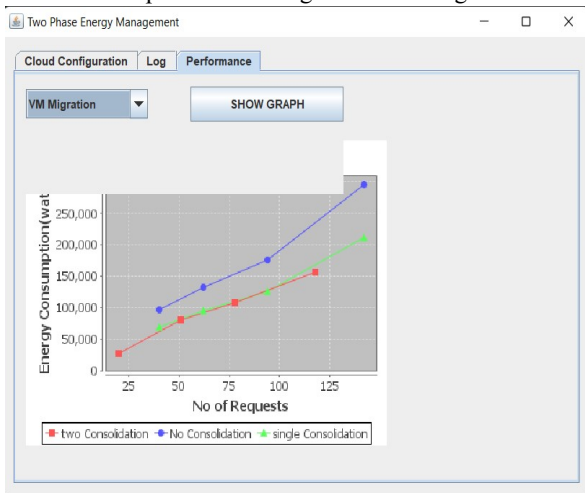 Two Phase Energy Management
Cloud Configuration Log Performance
VM Migration SHOW GRAPH
Energy Consumption(wat
250,000
200,000
150,000
100,000
50,000
0
25 50 75 100 125
No of Requests
two Consolidation No Consolidation single Consolidation